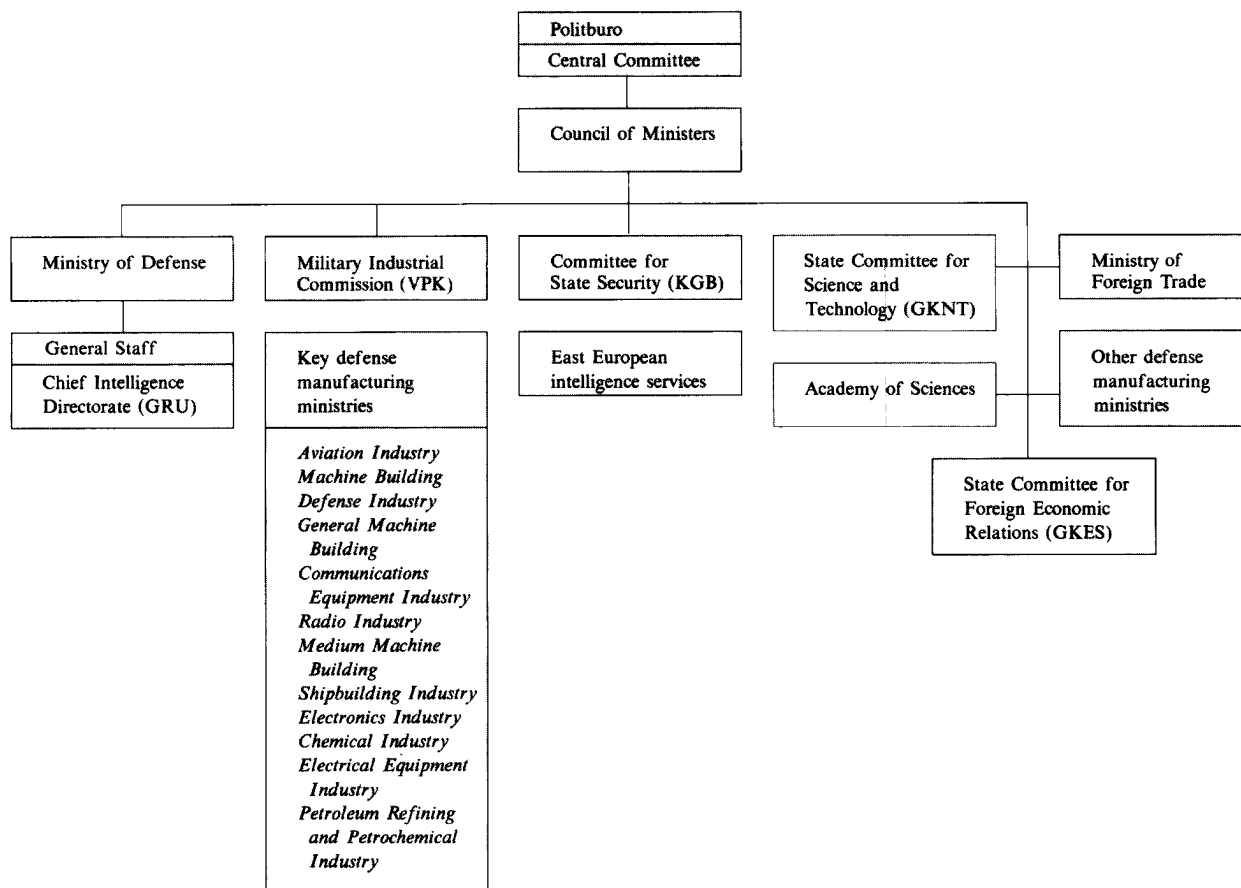 Politburo
Central Committee
Council of Ministers
Ministry of Defense
Military Industrial
Commission (VPK)
Committee for
State Security (KGB)
State Committee for
Science and
Technology (GKNT)
Ministry of
Foreign Trade
General Staff
Chief Intelligence
Directorate (GRU)
Key defense
manufacturing
ministries
East European
intelligence services
Academy of Sciences
Other defense
manufacturing
ministries
Aviation Industry
Machine Building
Defense Industry
General Machine
Building
Communications
Equipment Industry
Radio Industry
Medium Machine
Building
Shipbuilding Industry
Electronics Industry
Chemical Industry
Electrical Equipment
Industry
Petroleum Refining
and Petrochemical
Industry
State Committee for
Foreign Economic
Relations (GKES)